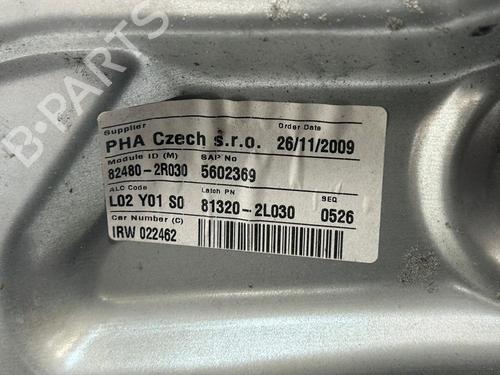 B-PARTS
Supplier Order Date
PHA Czech s.r.o. 26/11/2009
Module ID (M) SAP No
82480-2R030 5602369
ALC Code Latch PN SEQ
L02 Y01 S0 81320-2L030 0526
Car Number (C)
IRW 022462